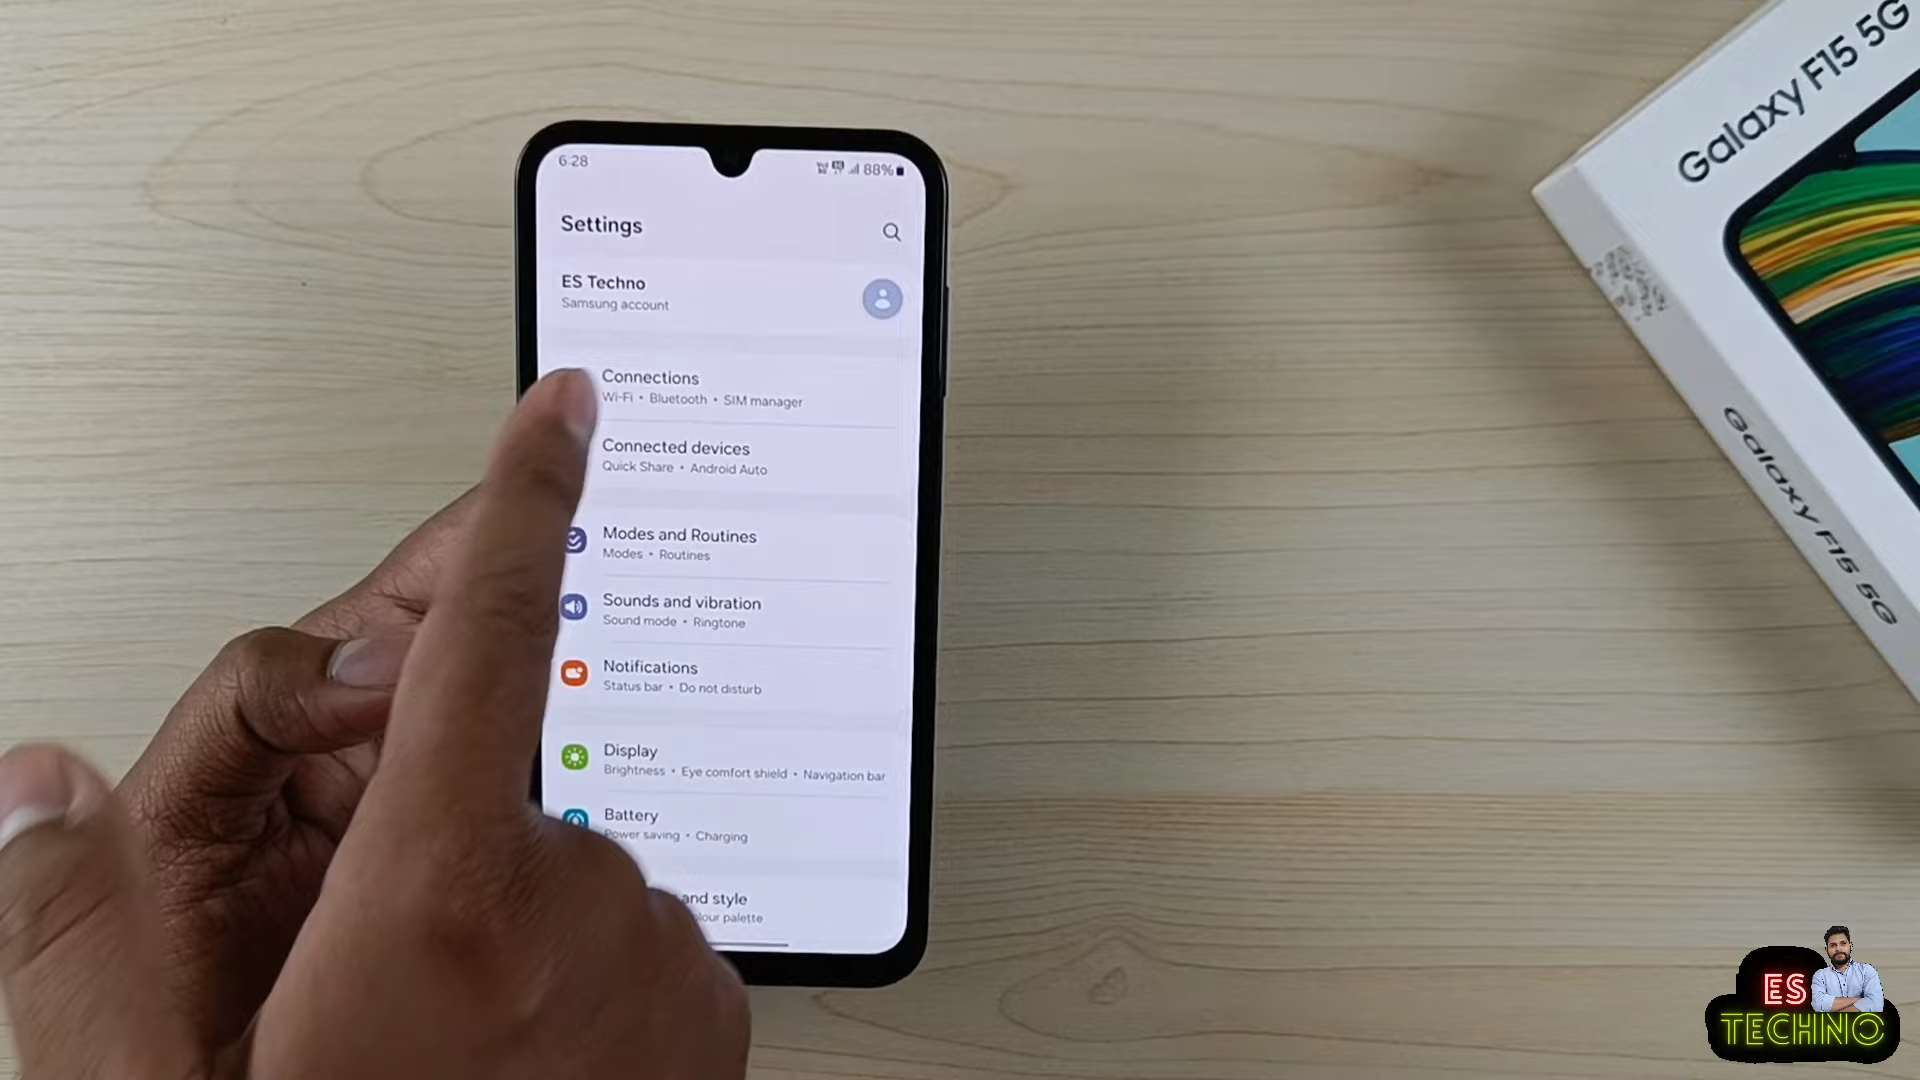 6:28
88%
Settings
ES Techno
Samsung account
Connections
Wi-Fi • Bluetooth • SIM manager
Connected devices
Quick Share • Android Auto
Modes and Routines
Modes • Routines
Sounds and vibration
Sound mode • Ringtone
Notifications
Status bar • Do not disturb
Display
Brightness • Eye comfort shield • Navigation bar
Battery
Power saving • Charging
and style
palette
Galaxy F15 5G
Galaxy F15 5G
ES
TECHNO